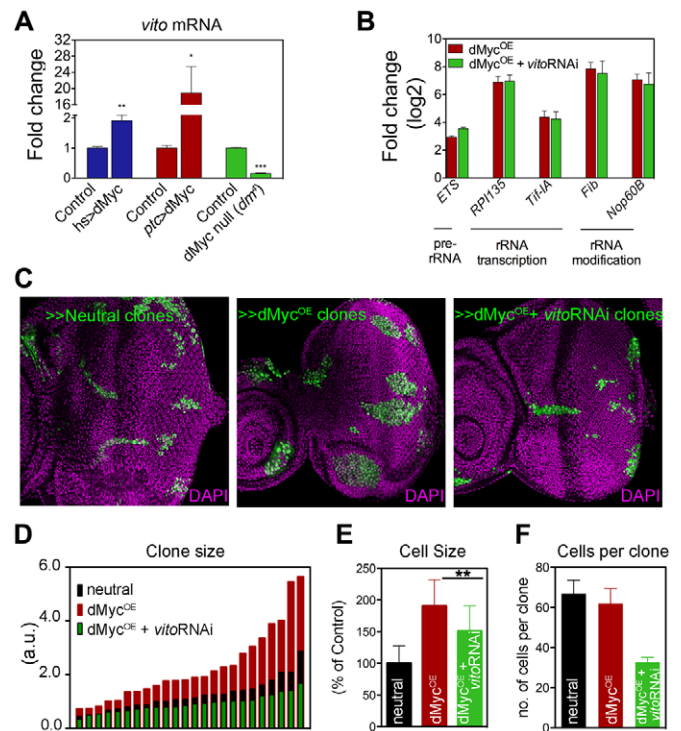 A
vito mRNA
Fold change
32
28
24
20
16
2
1
0
**
*
***
Control
hs>dMyc
Control
ptc>dMyc
Control
dMyc null (dm⁴)
B
Fold change
(log2)
10
8
6
4
2
0
dMycOE
dMycOE + vitoRNAi
ETS
RPI135
Tif-IA
Fib
Nop60B
pre-
rRNA
rRNA
transcription
rRNA
modification
C
>>Neutral clones
>>dMycOE clones
>>dMycOE+ vitoRNAi clones
DAPI
DAPI
DAPI
D
Clone size
(a.u.)
6.0
4.0
2.0
0.0
neutral
dMycOE
dMycOE + vitoRNAi
E
Cell Size
(% of Control)
250
200
150
100
50
0
**
neutral
dMycOE
dMycOE +
vitoRNAi
F
Cells per clone
no. of cells per clone
80
60
40
20
0
neutral
dMycOE
dMycOE +
vitoRNAi